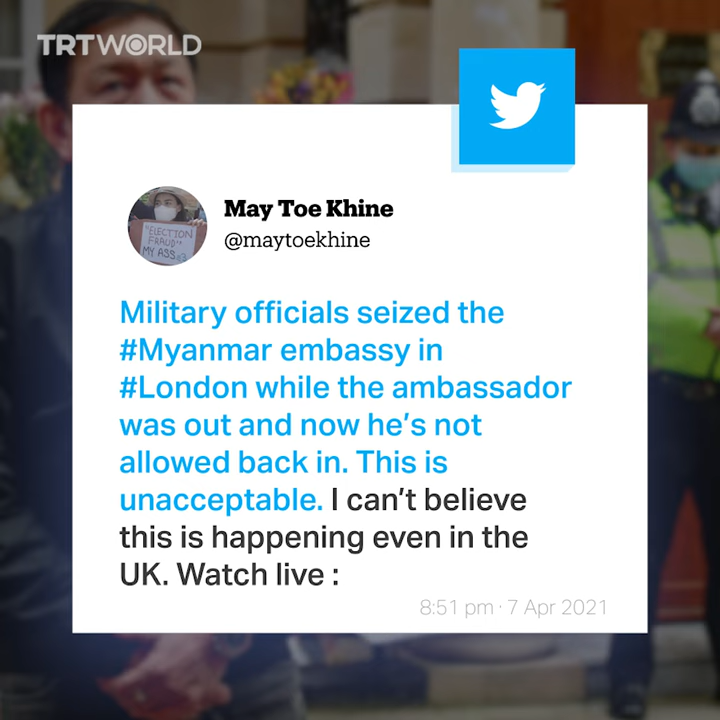 TRTWORLD
May Toe Khine
@maytoekhine
"ELECTION
FRAUD"
MY ASS
Military officials seized the
#Myanmar embassy in
#London while the ambassador
was out and now he’s not
allowed back in. This is
unacceptable. I can’t believe
this is happening even in the
UK. Watch live :
8:51 pm · 7 Apr 2021